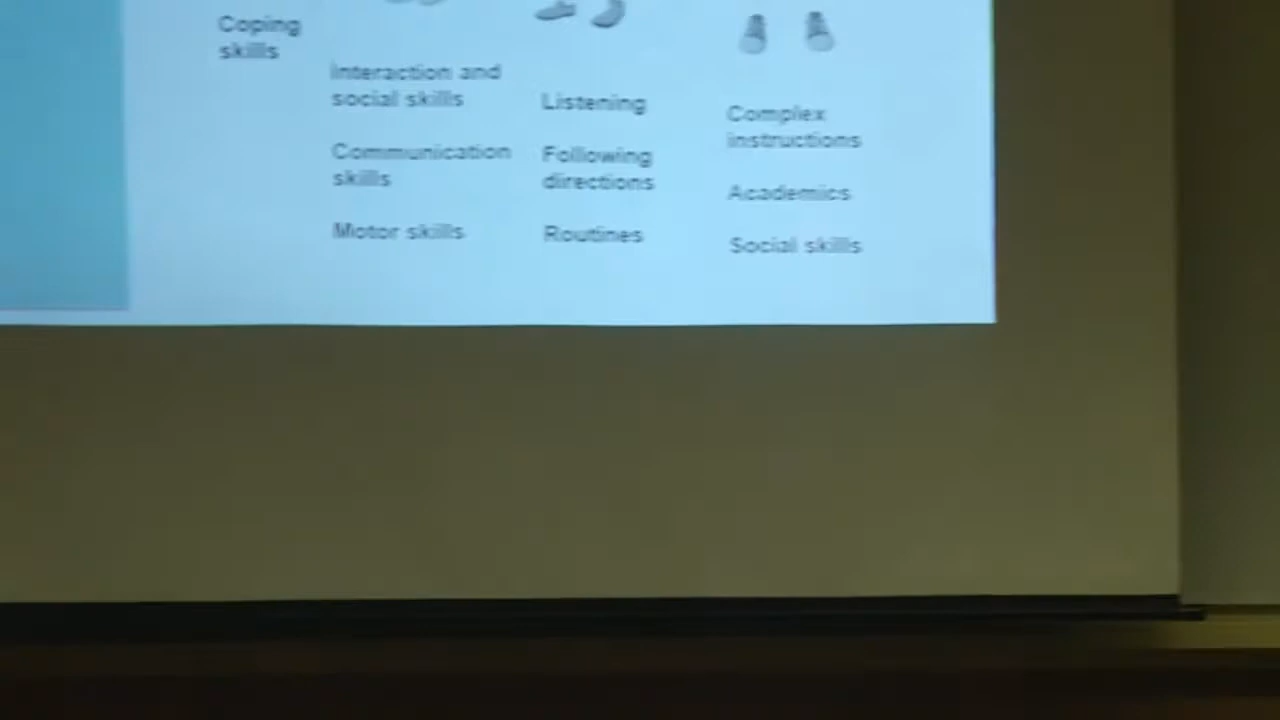 Coping
skills
Interaction and
social skills
Communication
skills
Motor skills
Listening
Following
directions
Routines
Complex
instructions
Academics
Social skills